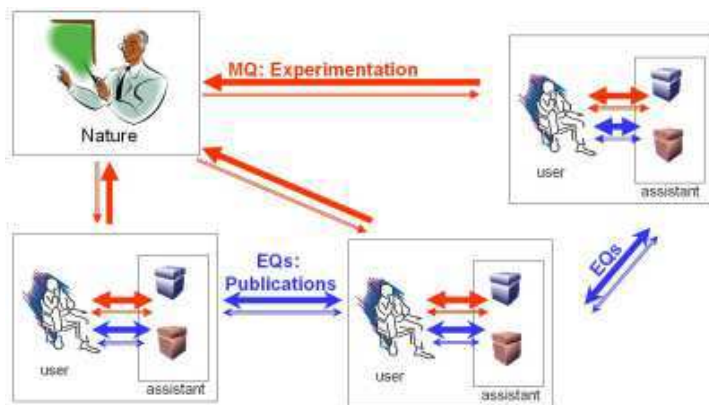 MQ: Experimentation
Nature
user
assistant
EQs:
Publications
EQs
user
assistant
user
assistant